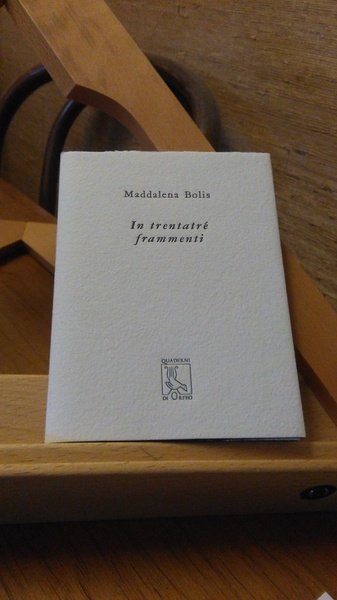 Maddalena Bolis
In trentatré
frammenti
QUADERNI
DI ORFEO